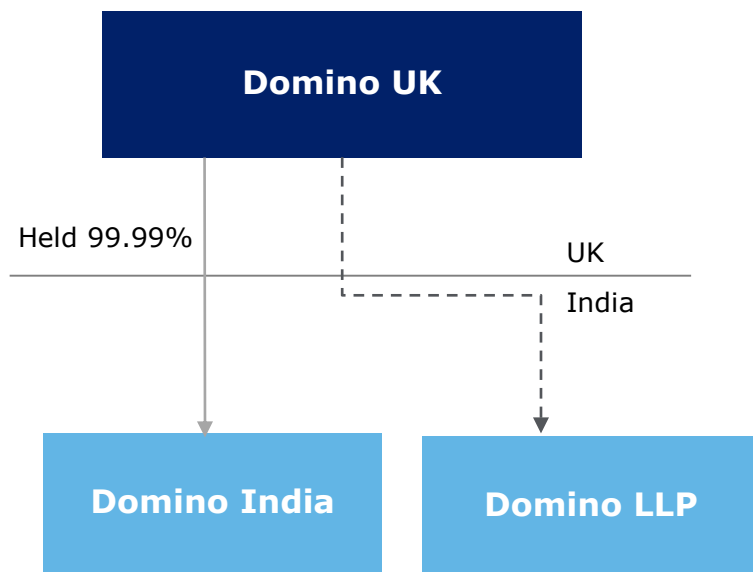 Domino UK
Held 99.99%
UK
India
Domino India
Domino LLP